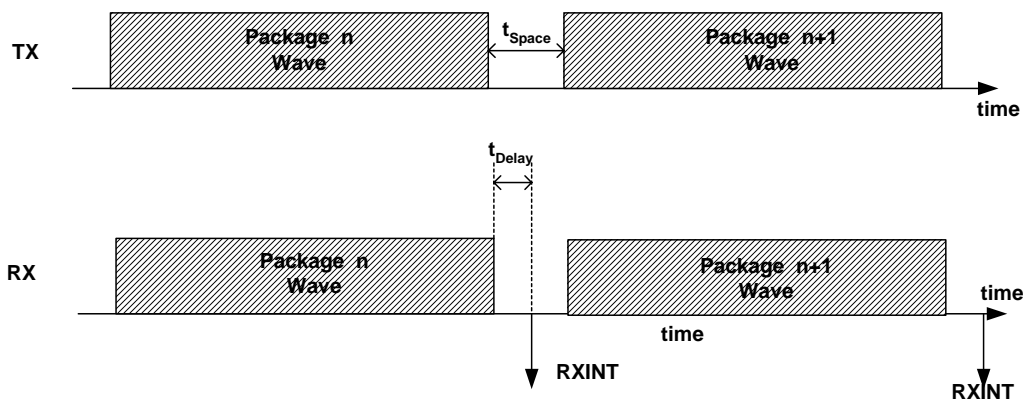 TX
Package n
Wave
tSpace
Package n+1
Wave
time
tDelay
RX
Package n
Wave
Package n+1
Wave
time
time
RXINT
RXINT